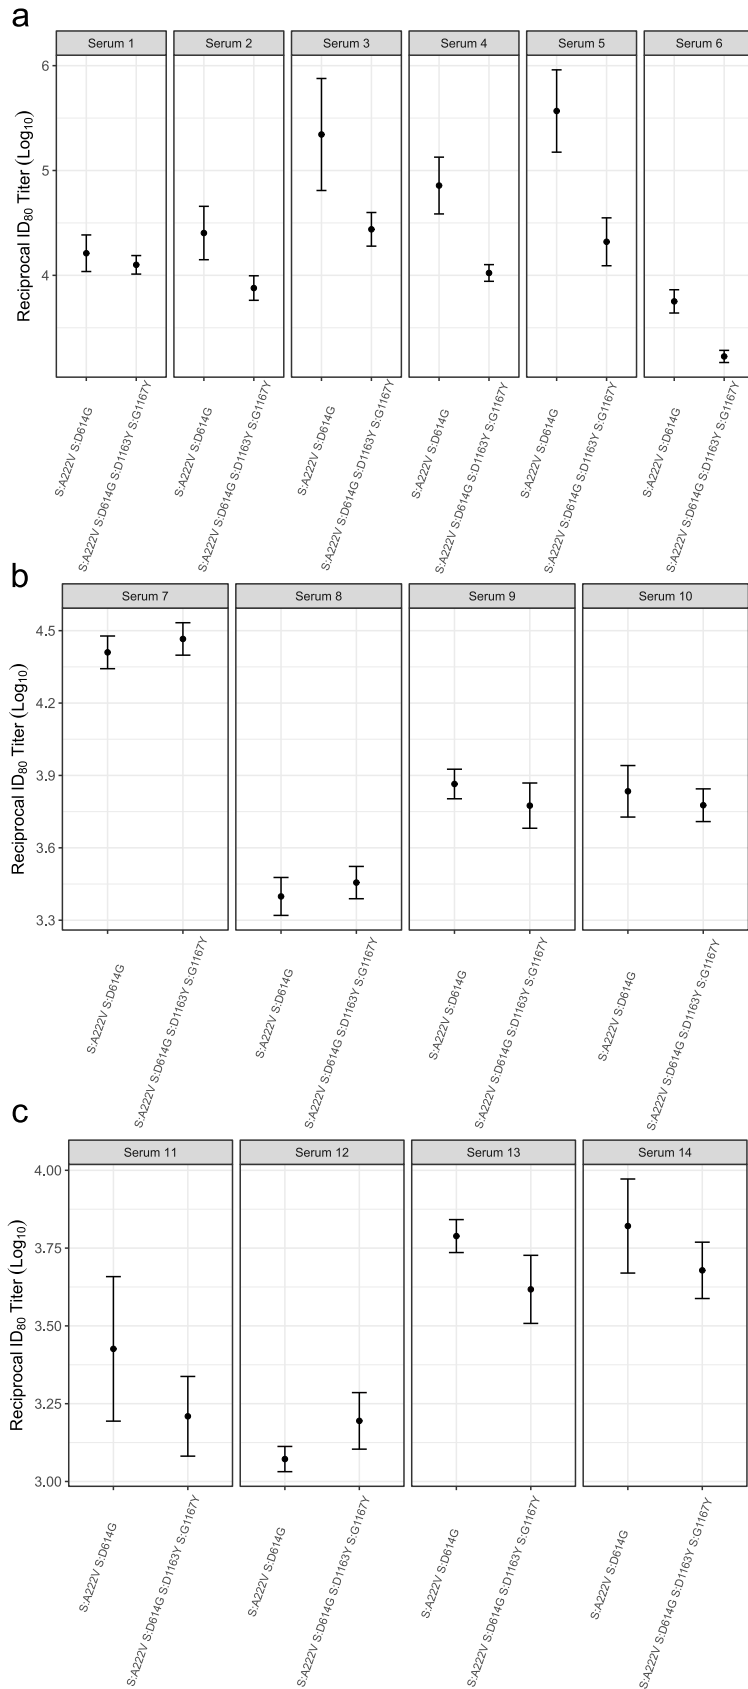 a
Serum 1 Serum 2 Serum 3 Serum 4 Serum 5 Serum 6
Reciprocal ID80 Titer (Log10)
6
5
4
S:A222V S:D614G
S:A222V S:D614G S:D1163Y S:G1167Y
S:A222V S:D614G
S:A222V S:D614G S:D1163Y S:G1167Y
S:A222V S:D614G
S:A222V S:D614G S:D1163Y S:G1167Y
S:A222V S:D614G
S:A222V S:D614G S:D1163Y S:G1167Y
S:A222V S:D614G
S:A222V S:D614G S:D1163Y S:G1167Y
S:A222V S:D614G
S:A222V S:D614G S:D1163Y S:G1167Y
b
Serum 7 Serum 8 Serum 9 Serum 10
Reciprocal ID80 Titer (Log10)
4.5
4.2
3.9
3.6
3.3
S:A222V S:D614G
S:A222V S:D614G S:D1163Y S:G1167Y
S:A222V S:D614G
S:A222V S:D614G S:D1163Y S:G1167Y
S:A222V S:D614G
S:A222V S:D614G S:D1163Y S:G1167Y
S:A222V S:D614G
S:A222V S:D614G S:D1163Y S:G1167Y
c
Serum 11 Serum 12 Serum 13 Serum 14
Reciprocal ID80 Titer (Log10)
4.00
3.75
3.50
3.25
3.00
S:A222V S:D614G
S:A222V S:D614G S:D1163Y S:G1167Y
S:A222V S:D614G
S:A222V S:D614G S:D1163Y S:G1167Y
S:A222V S:D614G
S:A222V S:D614G S:D1163Y S:G1167Y
S:A222V S:D614G
S:A222V S:D614G S:D1163Y S:G1167Y